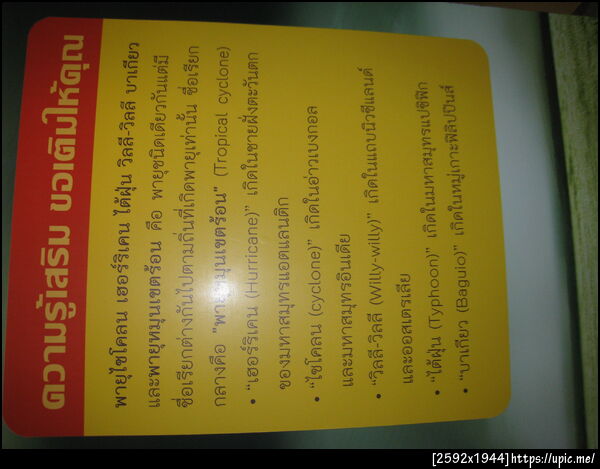 ความรู้เสริม ขอเติมให้คุณ
พายุไซโคลน เฮอร์ริเคน ไต้ฝุ่น วิลลี-วิลลี บาเกียว
และพายุหมุนเขตร้อน คือ พายุชนิดเดียวกันแต่มี
ชื่อเรียกต่างกันไปตามถิ่นที่เกิดพายุเท่านั้น ชื่อเรียก
กลางคือ "พายุหมุนเขตร้อน" (Tropical cyclone)
• "เฮอร์ริเคน (Hurricane)" เกิดในชายฝั่งตะวันตก
ของมหาสมุทรแอตแลนติก
• "ไซโคลน (cyclone)" เกิดในอ่าวเบงกอล
และมหาสมุทรอินเดีย
• "วิลลี-วิลลี (Willy-willy)" เกิดในแถบนิวซีแลนด์
และออสเตรเลีย
• "ไต้ฝุ่น (Typhoon)" เกิดในมหาสมุทรแปซิฟิก
• "บาเกียว (Baguio)" เกิดในหมู่เกาะฟิลิปปินส์
[2592x1944]https://upic.me/